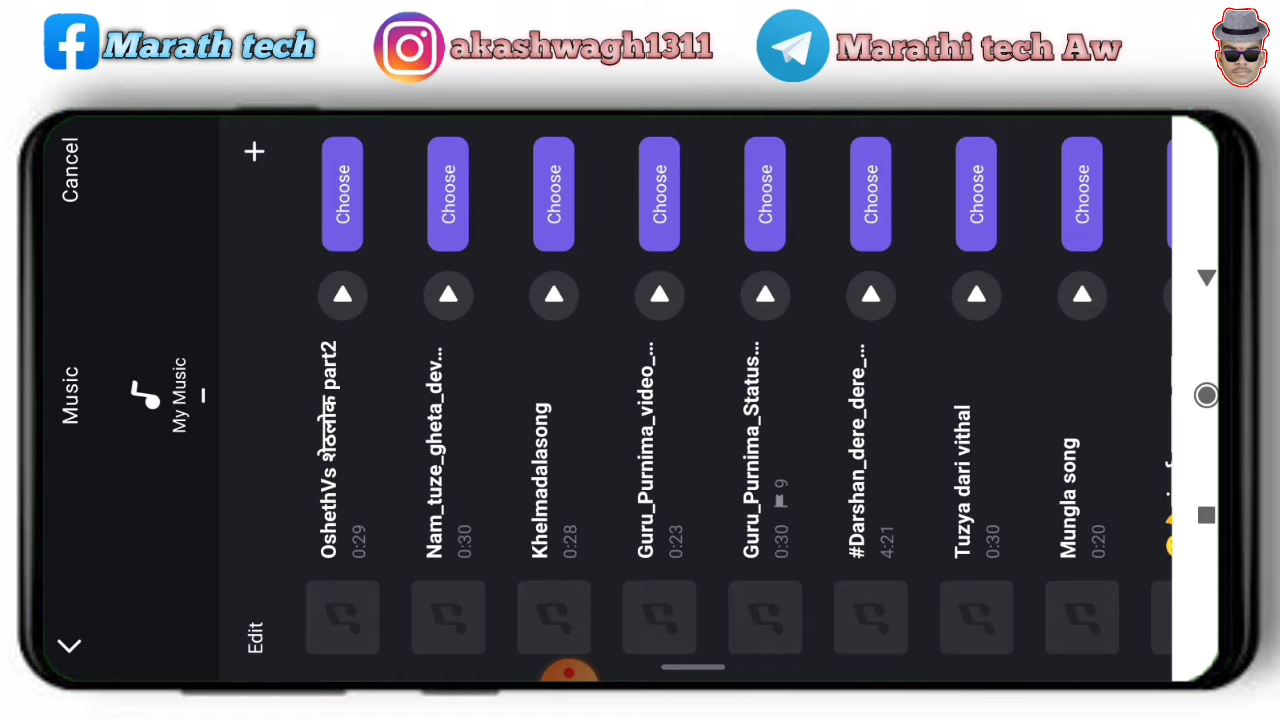 Marath tech
akashwagh1311
Marathi tech Aw
Cancel
Music
My Music
Edit
+
OshethVs शेठलोक part2
0:29
Choose
Nam_tuze_gheta_dev...
0:30
Choose
Khelmadalasong
0:28
Choose
Guru_Purnima_video_...
0:23
Choose
Guru_Purnima_Status...
0:30
9
Choose
#Darshan_dere_dere_...
4:21
Choose
Tuzya dari vithal
0:30
Choose
Mungla song
0:20
Choose